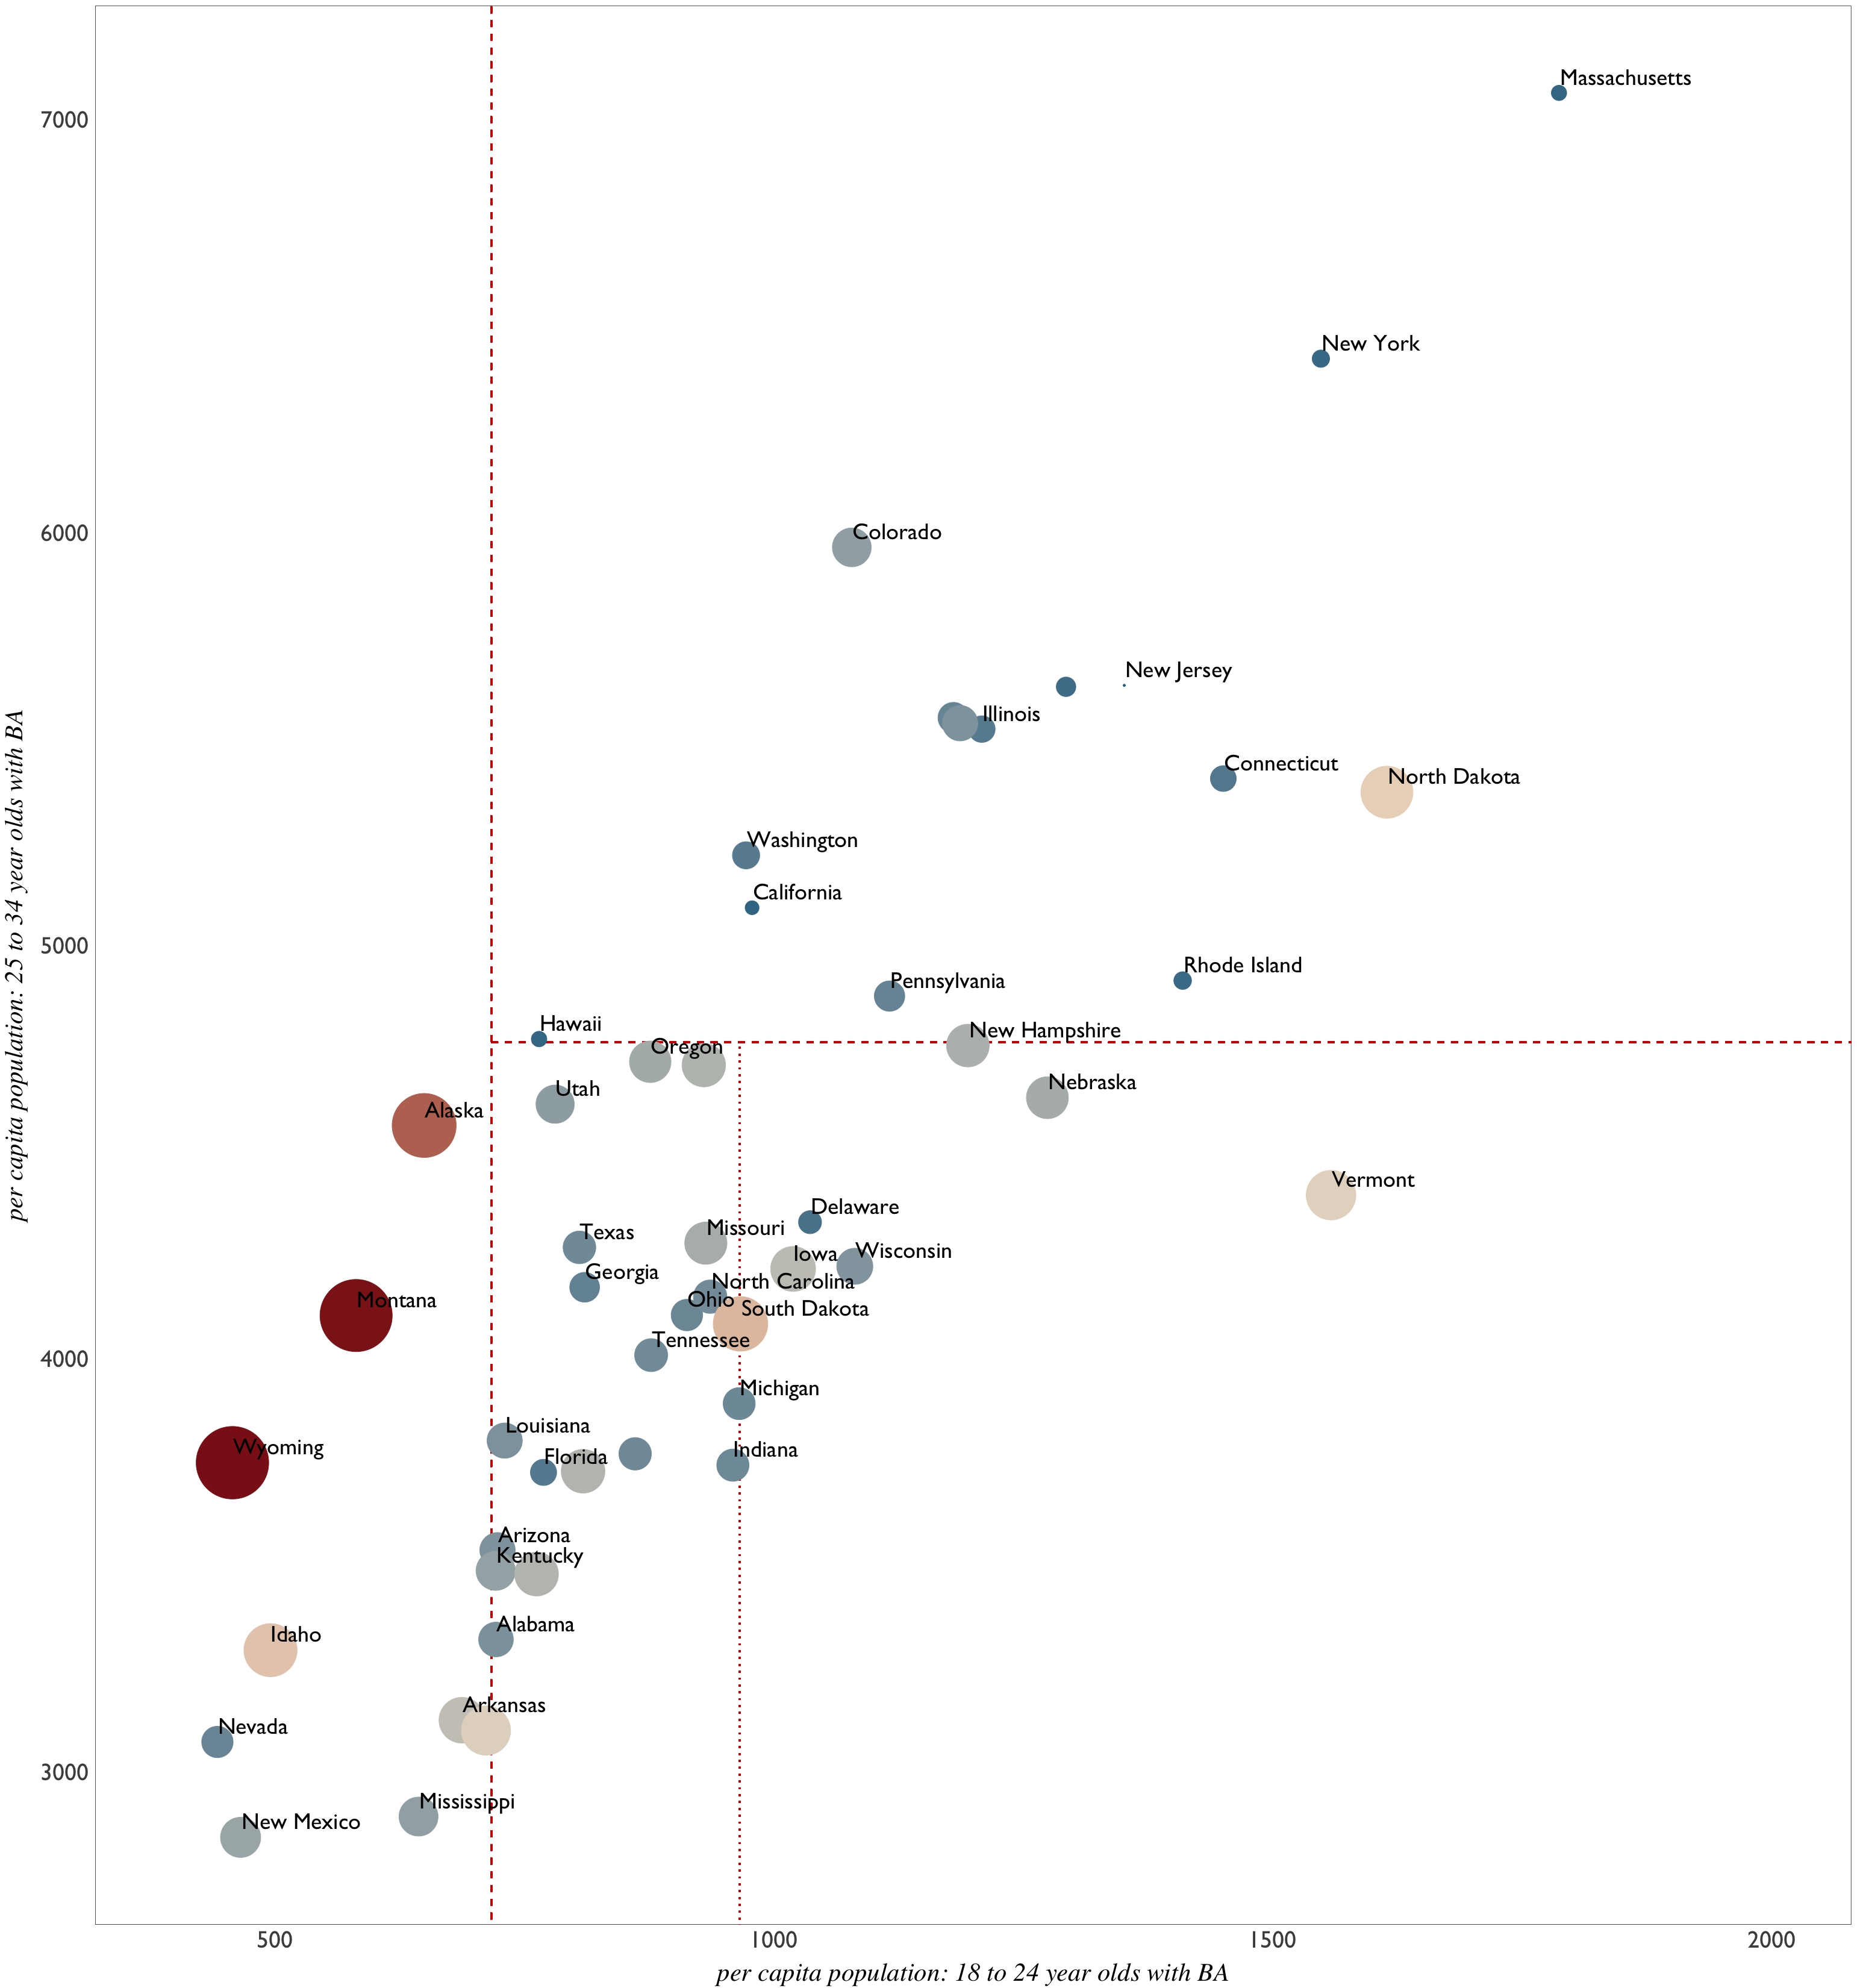 Massachusetts
7000
New York
Colorado
6000
New Jersey
Illinois
Connecticut
North Dakota
Washington
California
5000
Rhode Island
Pennsylvania
Hawaii
New Hampshire
Oregon
Nebraska
Utah
Alaska
Vermont
Delaware
Missouri
Texas
Iowa
Wisconsin
Georgia
North Carolina
Ohio
South Dakota
Montana
Tennessee
4000
Michigan
Louisiana
Wyoming
Indiana
Florida
Arizona
Kentucky
Alabama
Idaho
Arkansas
Nevada
3000
Mississippi
New Mexico
500
1000
1500
2000
per capita population: 18 to 24 year olds with BA
per capita population: 25 to 34 year olds with BA